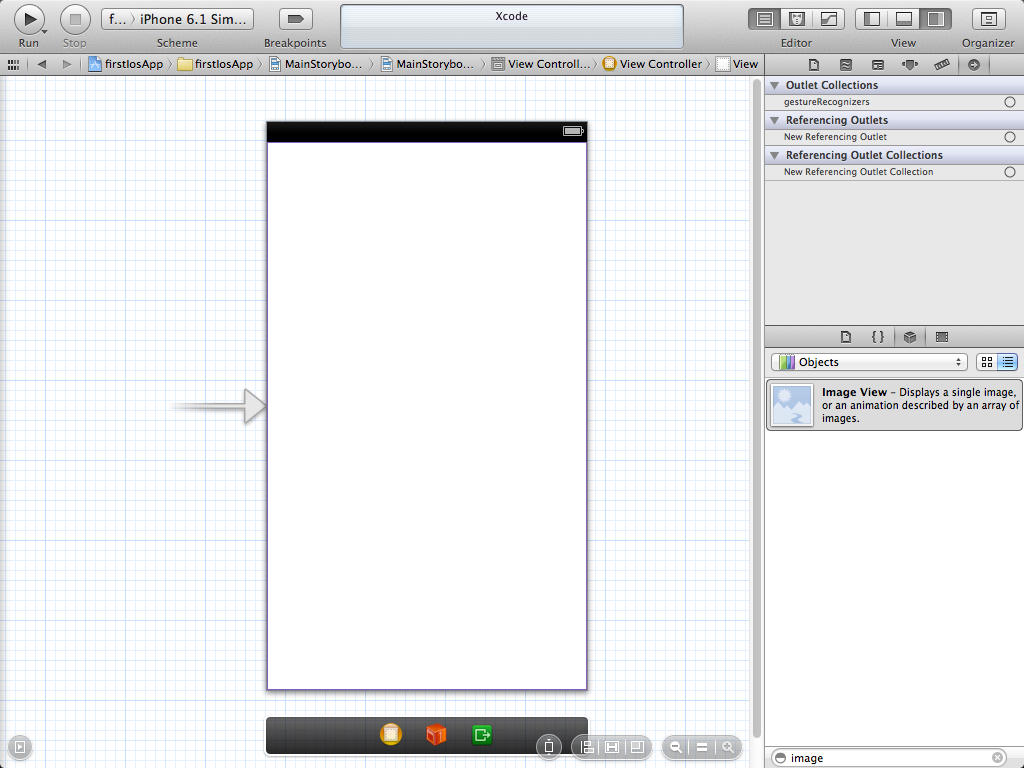 Xcode
f... iPhone 6.1 Sim...
Run
Stop
Scheme
Breakpoints
Editor
View
Organizer
firstIosApp
firstIosApp
MainStorybo...
MainStorybo...
View Controll...
View Controller
View
Outlet Collections
gestureRecognizers
Referencing Outlets
New Referencing Outlet
Referencing Outlet Collections
New Referencing Outlet Collection
{ }
Objects
Image View - Displays a single image,
or an animation described by an array of
images.
image